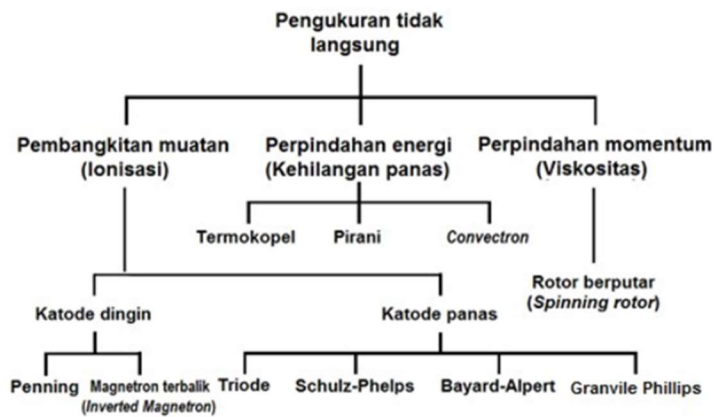 Pengukuran tidak
langsung
Pembangkitan muatan
(Ionisasi)
Perpindahan energi
(Kehilangan panas)
Perpindahan momentum
(Viskositas)
Termokopel
Pirani
Convectron
Rotor berputar
(Spinning rotor)
Katode dingin
Katode panas
Penning
Magnetron terbalik
(Inverted Magnetron)
Triode
Schulz-Phelps
Bayard-Alpert
Granvile Phillips